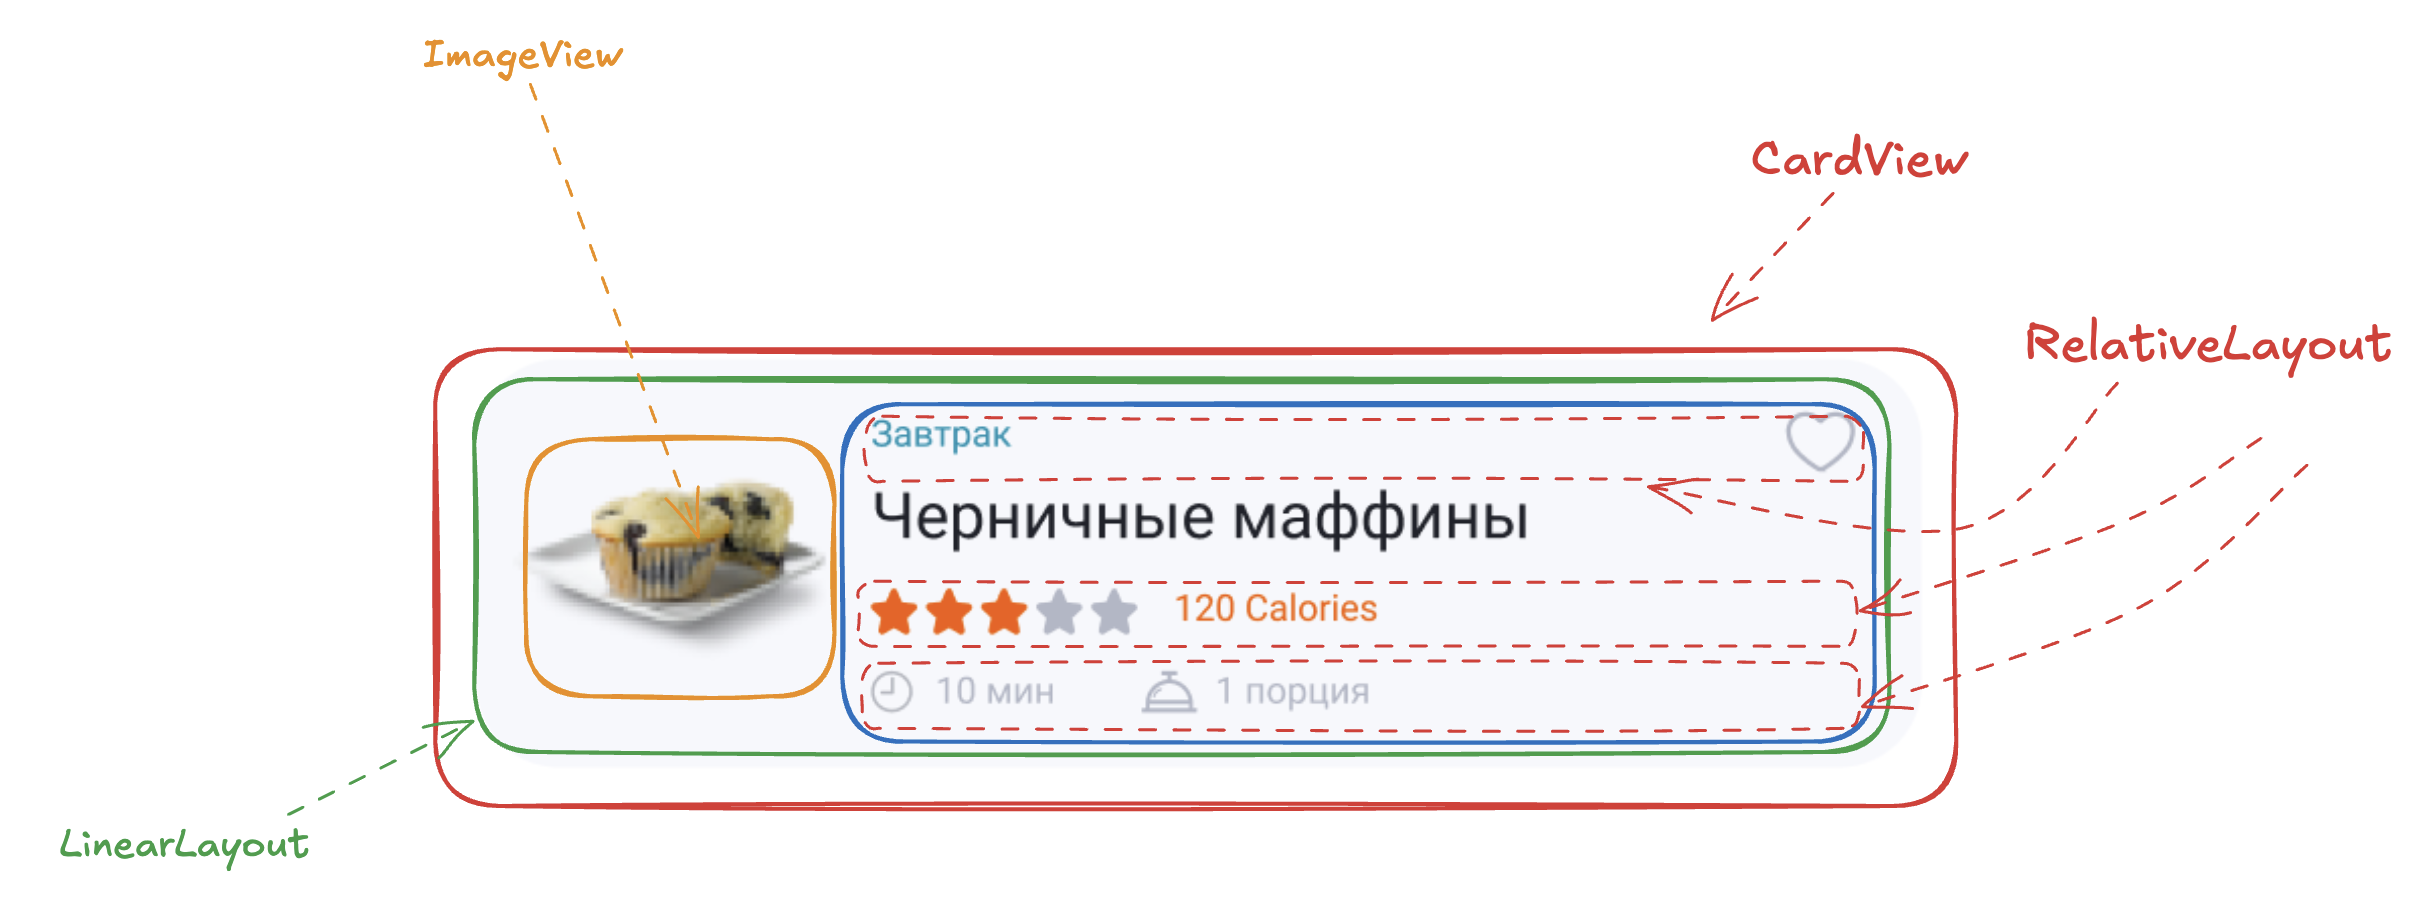 ImageView
CardView
RelativeLayout
Завтрак
Черничные маффины
120 Calories
10 мин 1 порция
LinearLayout